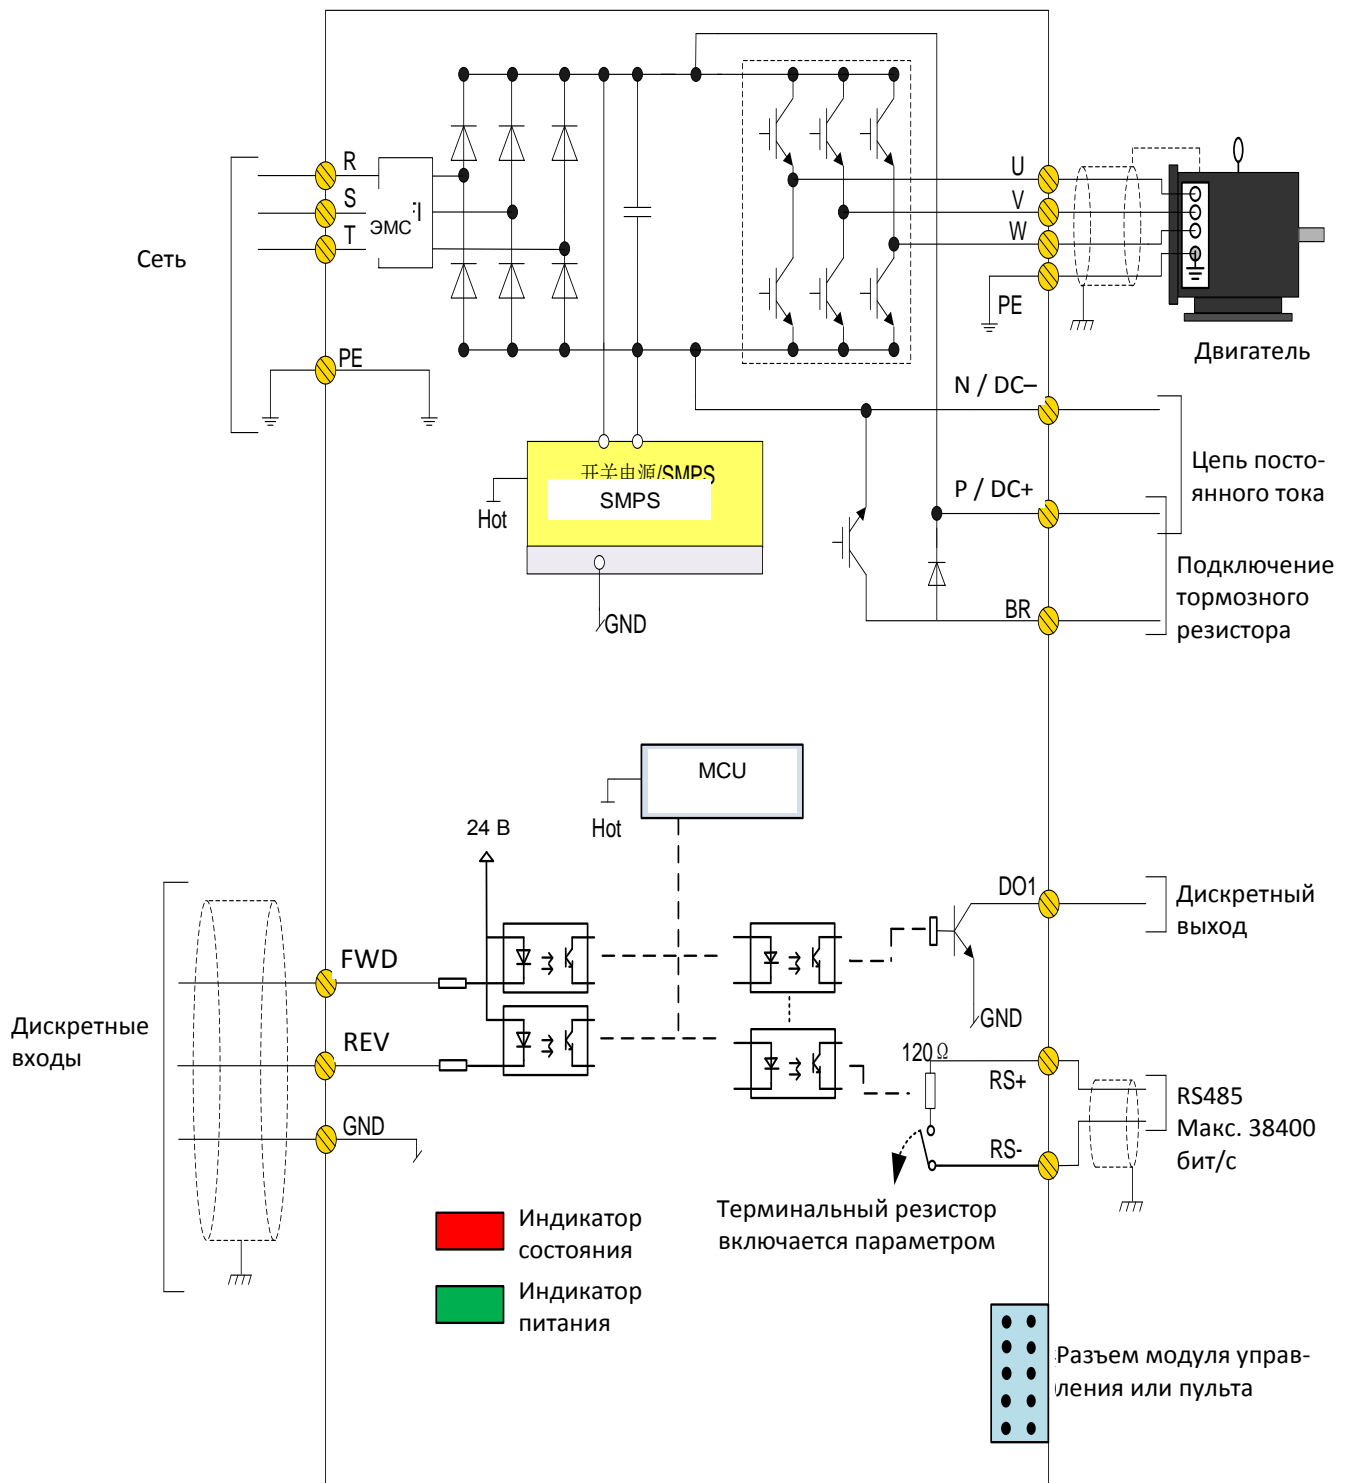 R
S
T
ЭМС
Сеть
PE
U
V
W
PE
Двигатель
N / DC–
P / DC+
BR
Цепь посто-
янного тока
Подключение
тормозного
резистора
开关电源/SMPS
SMPS
Hot
GND
MCU
Hot
24 В
DO1
Дискретный
выход
FWD
REV
GND
Дискретные
входы
GND
120 Ω
RS+
RS-
RS485
Макс. 38400
бит/с
Терминальный резистор
включается параметром
Индикатор
состояния
Индикатор
питания
Разъем модуля управ-
ления или пульта